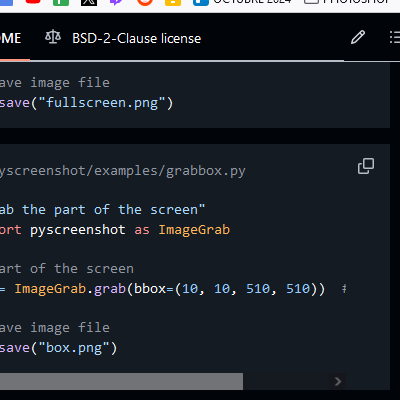 OCTUBRE 2024
PHOTOSHOP
OME
BSD-2-Clause license
ave image file
save("fullscreen.png")
yscreenshot/examples/grabbox.py
ab the part of the screen"
ort pyscreenshot as ImageGrab
art of the screen
= ImageGrab.grab(bbox=(10, 10, 510, 510))  #
ave image file
save("box.png")